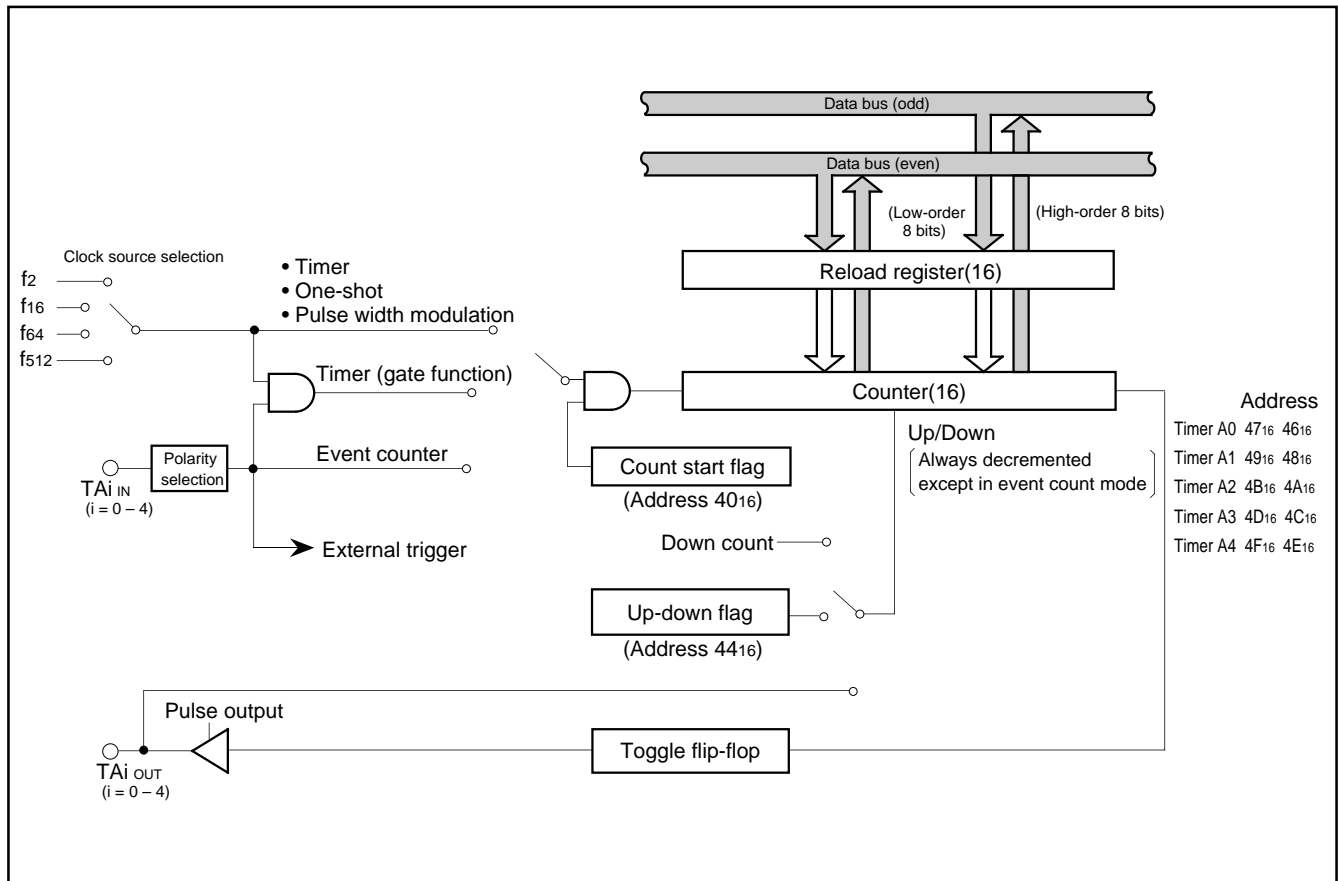 Data bus (odd)
Data bus (even)
(Low-order
8 bits)
(High-order 8 bits)
Reload register(16)
Clock source selection
f2
f16
f64
f512
• Timer
• One-shot
• Pulse width modulation
Timer (gate function)
Counter(16)
Address
Timer A0 4716 4616
Timer A1 4916 4816
Timer A2 4B16 4A16
Timer A3 4D16 4C16
Timer A4 4F16 4E16
Up/Down
Always decremented
except in event count mode
Polarity
selection
Event counter
TAi IN
(i = 0 – 4)
Count start flag
(Address 4016)
External trigger
Down count
Up-down flag
(Address 4416)
Pulse output
Toggle flip-flop
TAi OUT
(i = 0 – 4)